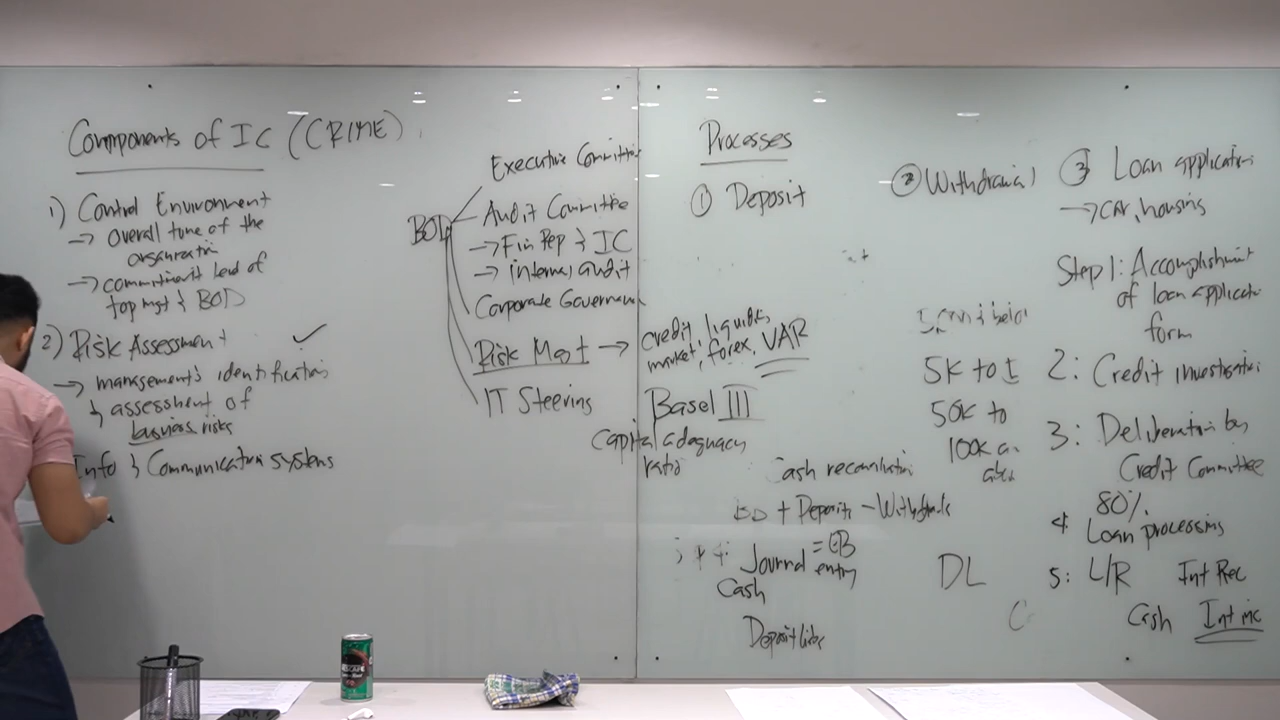 Components of IC (CRIME)
1) Control Environment
→ overall tone of the
organization
→ commitment level of
top mgt & BOD
2) Risk Assessment ✓
→ management's identification
& assessment of
business risks
Info & Communication systems
BOD
Executive Committee
Audit Committee
→ Fin Rep & IC
→ internal audit
Corporate Governance
Risk Mgt → credit, liquidity,
market, forex, VAR
IT Steering
Basel III
capital adequacy
ratio
Processes
① Deposit
Cash reconciliation
+ Deposits - Withdrawals
= EB
Journal entry
Cash
Deposit liab
② Withdrawal
5K to
50K to
100K
DL
③ Loan application
→ car, housing
Step 1: Accomplishment
of loan application
form
2: Credit investigation
3: Deliberation by
Credit Committee
80%
4 Loan processing
5: L/R Int Rec
Cash Int inc